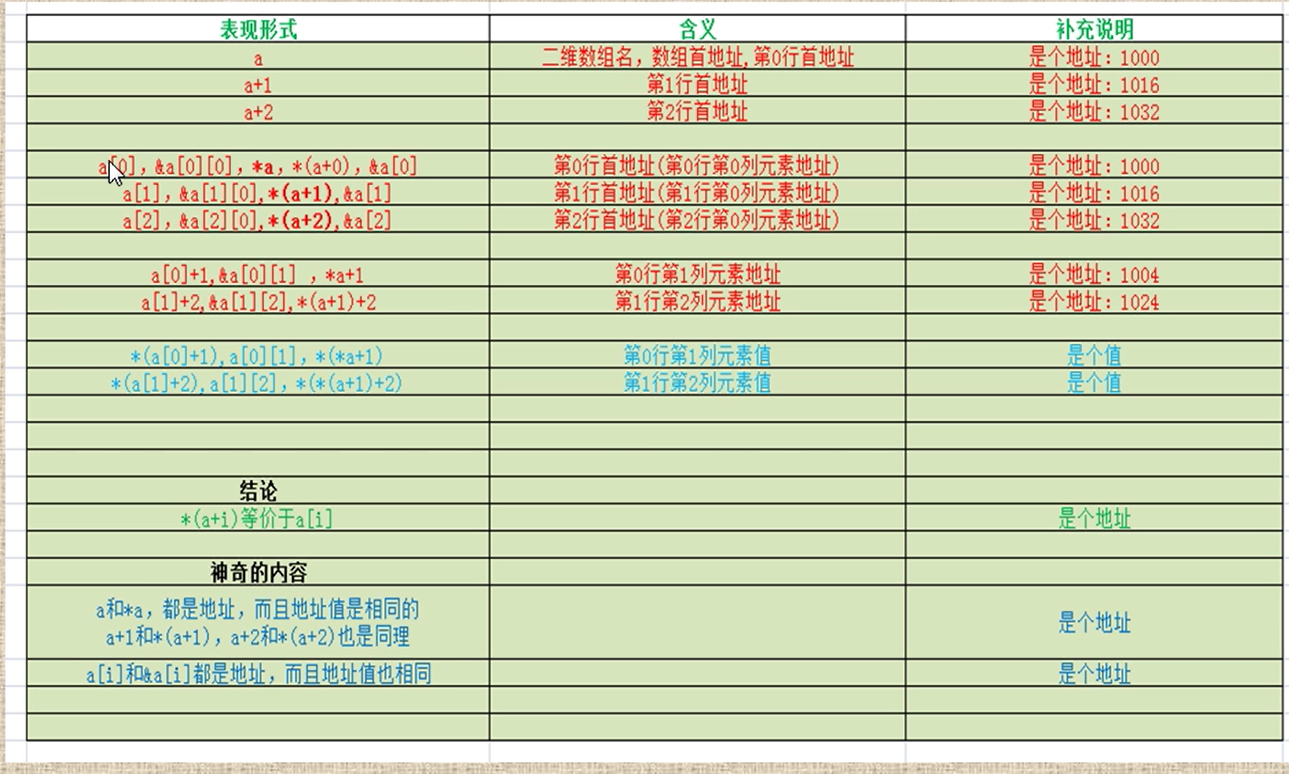 表现形式 含义 补充说明
a 二维数组名，数组首地址,第0行首地址 是个地址：1000
a+1 第1行首地址 是个地址：1016
a+2 第2行首地址 是个地址：1032
a[0]，&a[0][0]，*a，*(a+0)，&a[0] 第0行首地址(第0行第0列元素地址) 是个地址：1000
a[1]，&a[1][0],*(a+1),&a[1] 第1行首地址(第1行第0列元素地址) 是个地址：1016
a[2]，&a[2][0],*(a+2),&a[2] 第2行首地址(第2行第0列元素地址) 是个地址：1032
a[0]+1,&a[0][1] ，*a+1 第0行第1列元素地址 是个地址：1004
a[1]+2,&a[1][2],*(a+1)+2 第1行第2列元素地址 是个地址：1024
*(a[0]+1),a[0][1]，*(*a+1) 第0行第1列元素值 是个值
*(a[1]+2),a[1][2]，*(*(a+1)+2) 第1行第2列元素值 是个值
结论
*(a+i)等价于a[i] 是个地址
神奇的内容
a和*a，都是地址，而且地址值是相同的
a+1和*(a+1)，a+2和*(a+2)也是同理 是个地址
a[i]和&a[i]都是地址，而且地址值也相同 是个地址